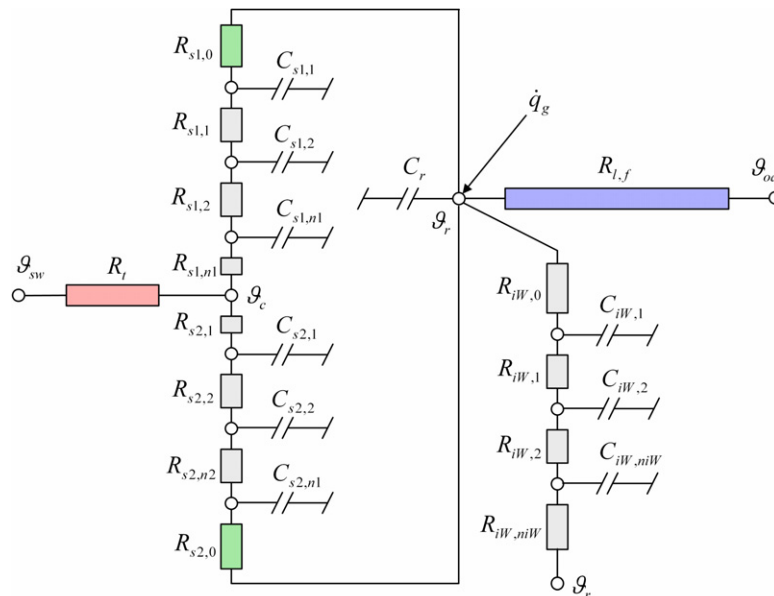 R_{s1,0}
C_{s1,1}
R_{s1,1}
C_{s1,2}
R_{s1,2}
C_{s1,n1}
R_{s1,n1}
ϑ_{sw}
R_t
ϑ_c
R_{s2,1}
C_{s2,1}
R_{s2,2}
C_{s2,2}
R_{s2,n2}
C_{s2,n1}
R_{s2,0}
q̇_g
C_r
ϑ_r
R_{l,f}
R_{iW,0}
C_{iW,1}
R_{iW,1}
C_{iW,2}
R_{iW,2}
C_{iW,niW}
R_{iW,niW}